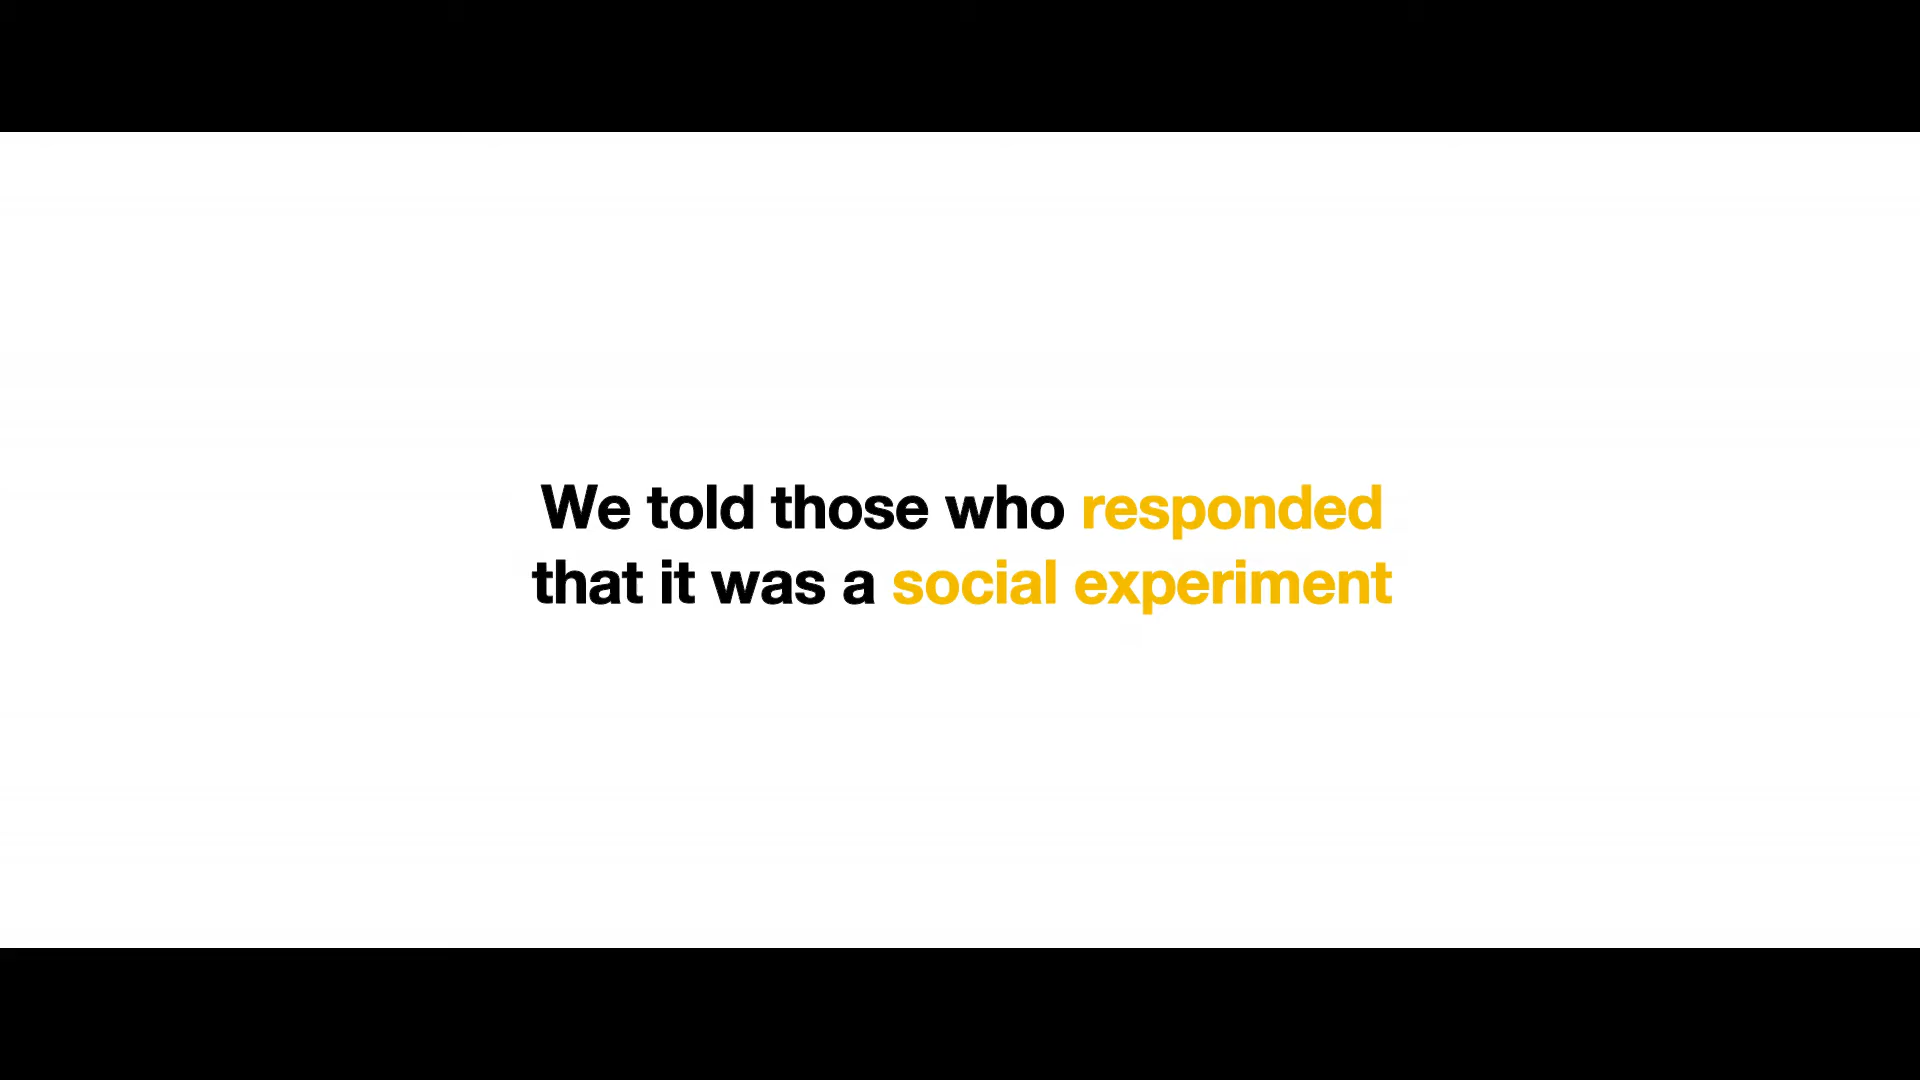 We told those who responded
that it was a social experiment